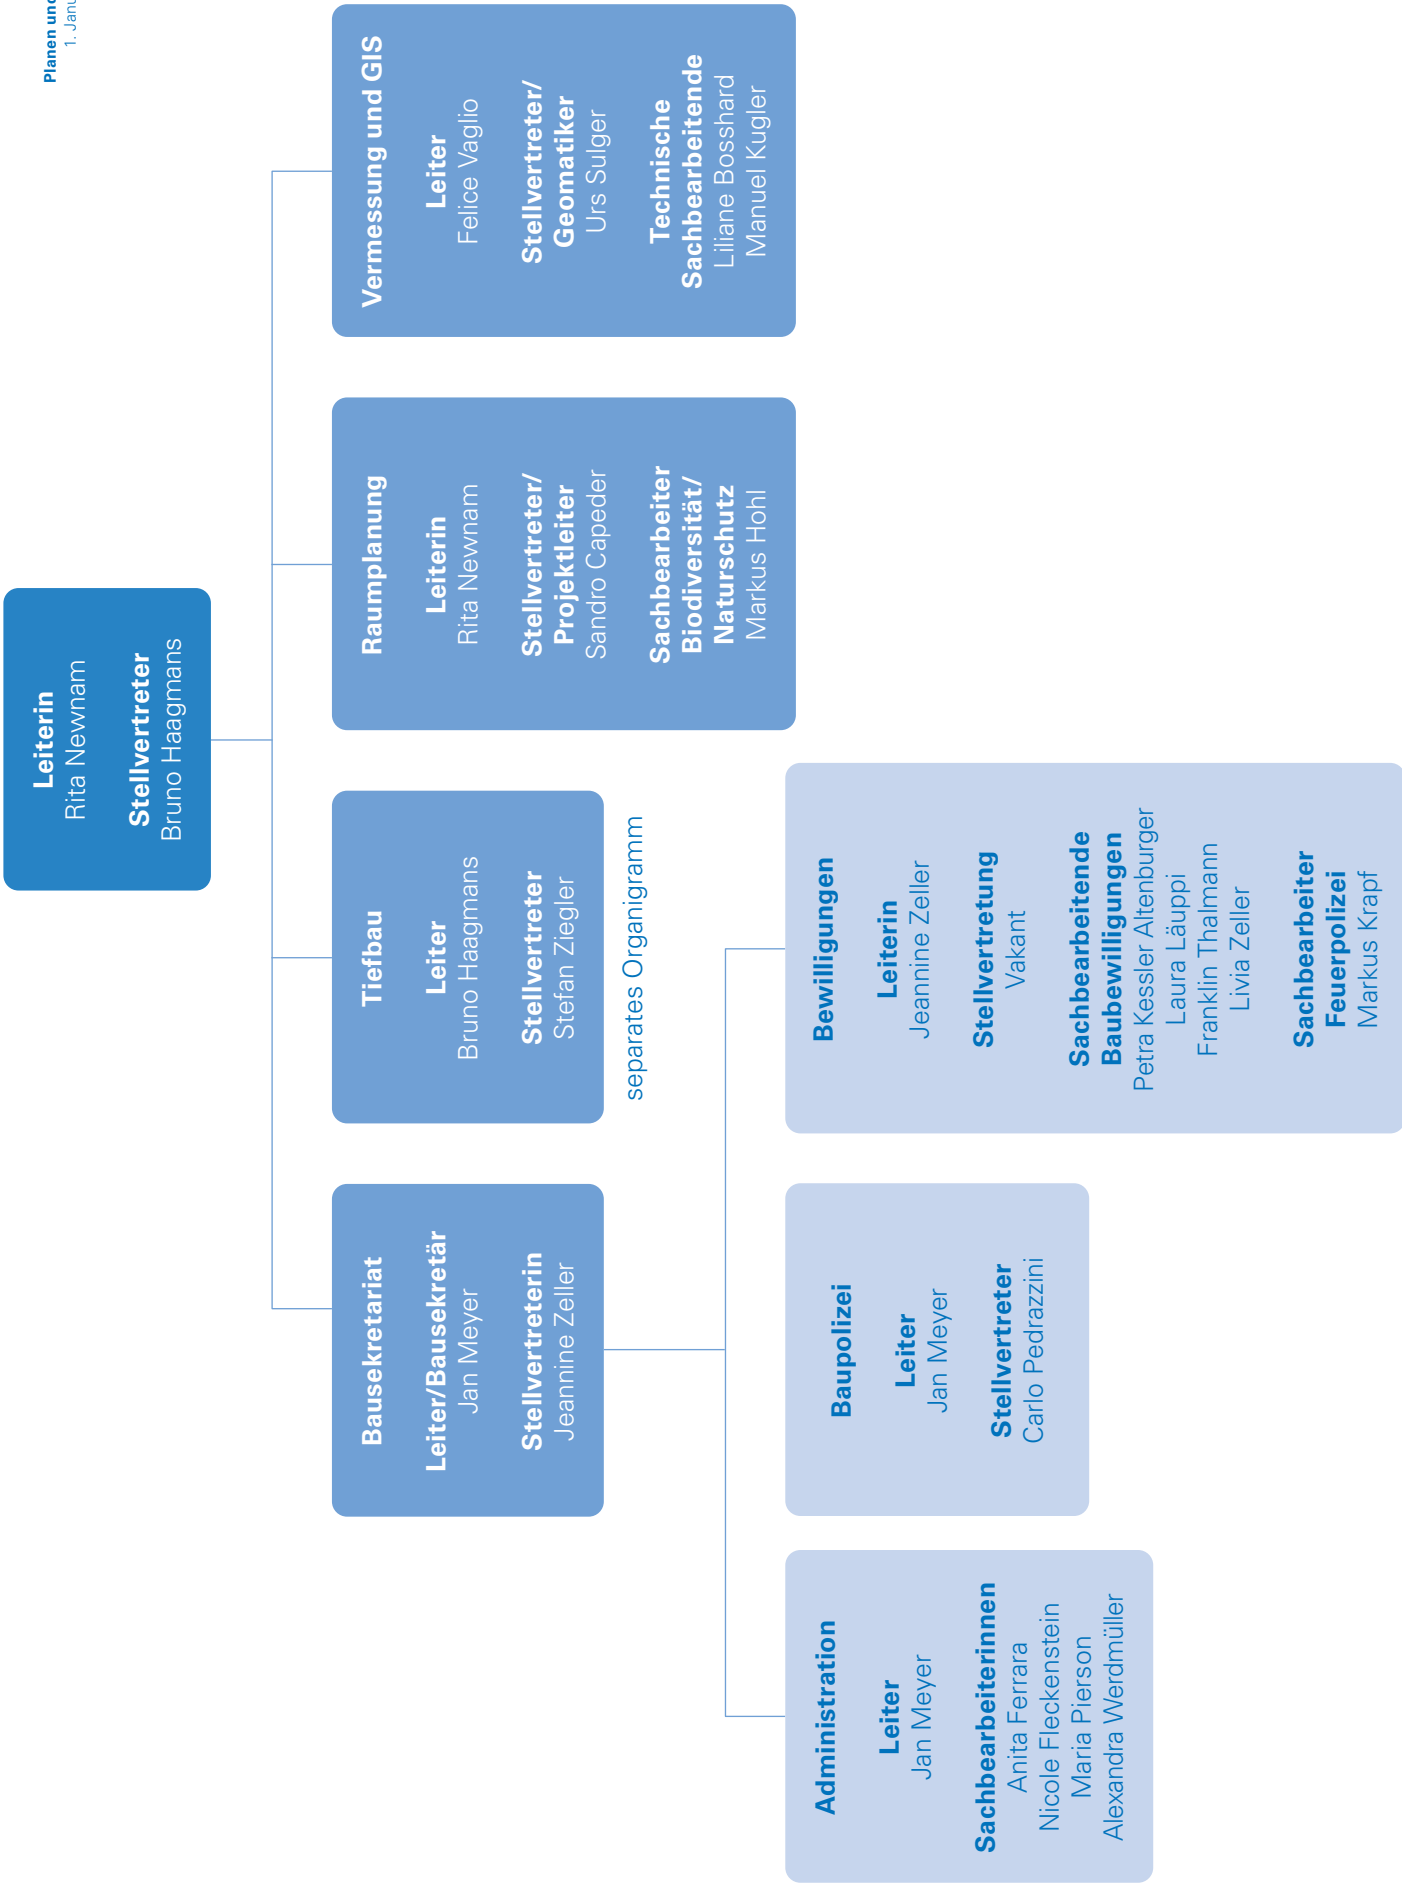 Planen und
1.
Leiterin
Rita Newnam
Stellvertreter
Bruno Haagmans
Bausekretariat
Leiter/Bausekretär
Jan Meyer
Stellvertreterin
Jeannine Zeller
Tiefbau
Leiter
Bruno Haagmans
Stellvertreter
Stefan Ziegler
separates Organigramm
Raumplanung
Leiterin
Rita Newnam
Stellvertreter/
Projektleiter
Sandro Capeder
Sachbearbeiter
Biodiversität/
Naturschutz
Markus Hohl
Vermessung und GIS
Leiter
Felice Vaglio
Stellvertreter/
Geomatiker
Urs Sulger
Technische
Sachbearbeitende
Liliane Bosshard
Manuel Kugler
Administration
Leiter
Jan Meyer
Sachbearbeiterinnen
Anita Ferrara
Nicole Fleckenstein
Maria Pierson
Alexandra Werdmüller
Baupolizei
Leiter
Jan Meyer
Stellvertreter
Carlo Pedrazzini
Bewilligungen
Leiterin
Jeannine Zeller
Stellvertretung
Vakant
Sachbearbeitende
Baubewilligungen
Petra Kessler Altenburger
Laura Läuppi
Franklin Thalmann
Livia Zeller
Sachbearbeiter
Feuerpolizei
Markus Krapf